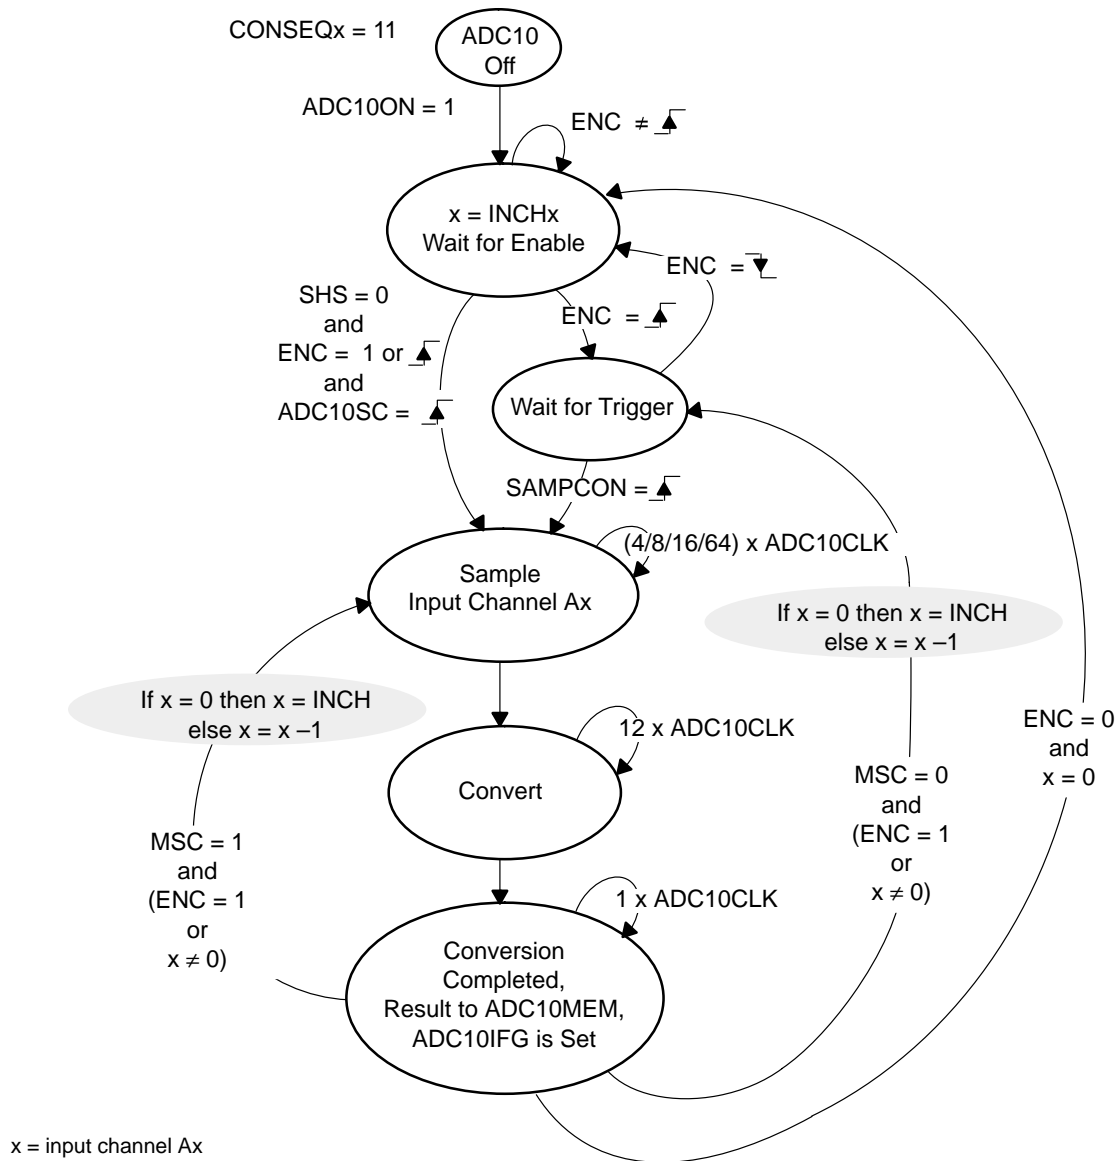 CONSEQx = 11
ADC10
Off
ADC10ON = 1
ENC ≠
x = INCHx
Wait for Enable
ENC =
SHS = 0
and
ENC = 1 or
and
ADC10SC =
ENC =
Wait for Trigger
SAMPCON =
(4/8/16/64) x ADC10CLK
Sample
Input Channel Ax
If x = 0 then x = INCH
else x = x –1
If x = 0 then x = INCH
else x = x –1
12 x ADC10CLK
Convert
ENC = 0
and
x = 0
MSC = 0
and
(ENC = 1
or
x ≠ 0)
MSC = 1
and
(ENC = 1
or
x ≠ 0)
1 x ADC10CLK
Conversion
Completed,
Result to ADC10MEM,
ADC10IFG is Set
x = input channel Ax